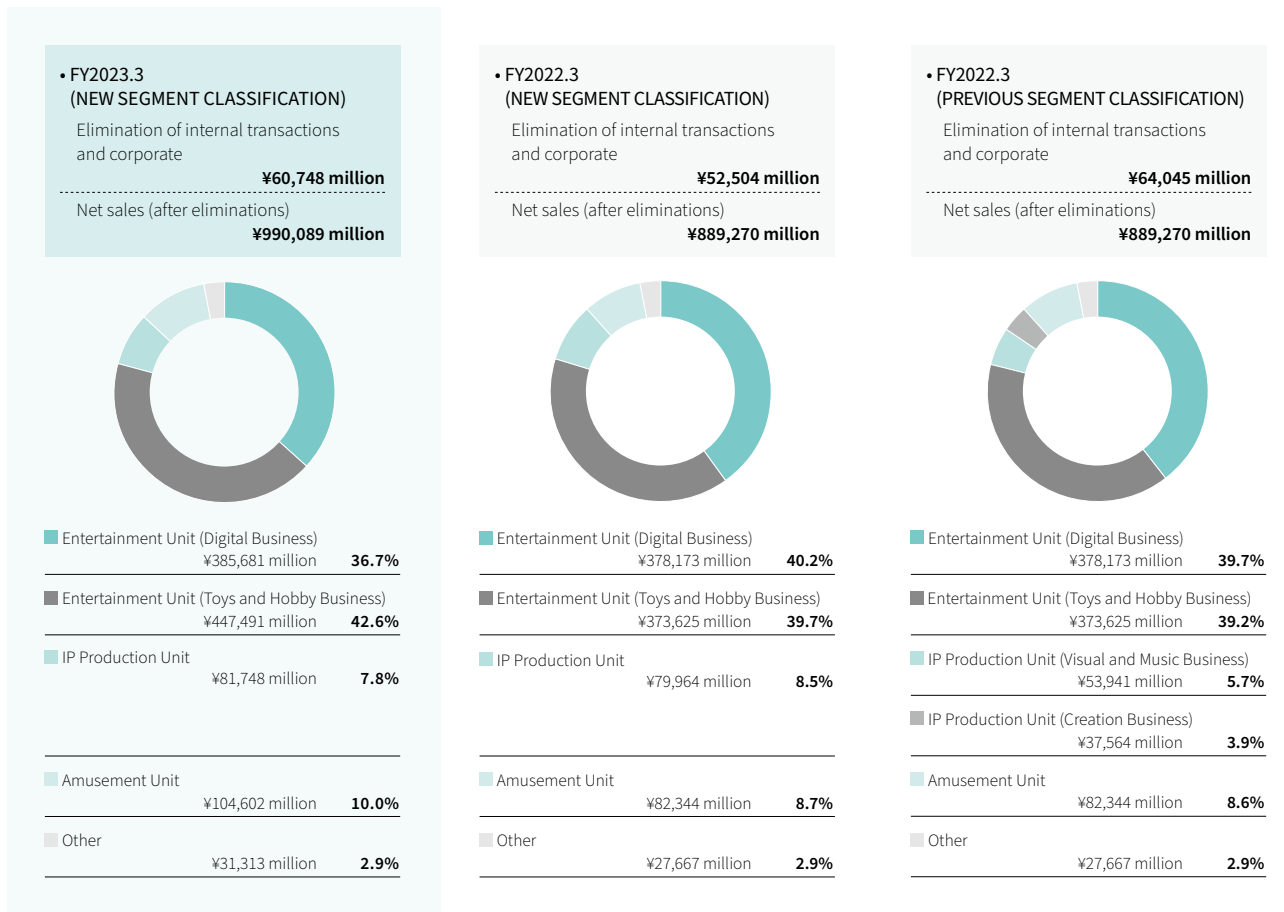 • FY2023.3
(NEW SEGMENT CLASSIFICATION)
Elimination of internal transactions
and corporate
¥60,748 million
Net sales (after eliminations)
¥990,089 million
Entertainment Unit (Digital Business)
¥385,681 million 36.7%
Entertainment Unit (Toys and Hobby Business)
¥447,491 million 42.6%
IP Production Unit
¥81,748 million 7.8%
Amusement Unit
¥104,602 million 10.0%
Other
¥31,313 million 2.9%
• FY2022.3
(NEW SEGMENT CLASSIFICATION)
Elimination of internal transactions
and corporate
¥52,504 million
Net sales (after eliminations)
¥889,270 million
Entertainment Unit (Digital Business)
¥378,173 million 40.2%
Entertainment Unit (Toys and Hobby Business)
¥373,625 million 39.7%
IP Production Unit
¥79,964 million 8.5%
Amusement Unit
¥82,344 million 8.7%
Other
¥27,667 million 2.9%
• FY2022.3
(PREVIOUS SEGMENT CLASSIFICATION)
Elimination of internal transactions
and corporate
¥64,045 million
Net sales (after eliminations)
¥889,270 million
Entertainment Unit (Digital Business)
¥378,173 million 39.7%
Entertainment Unit (Toys and Hobby Business)
¥373,625 million 39.2%
IP Production Unit (Visual and Music Business)
¥53,941 million 5.7%
IP Production Unit (Creation Business)
¥37,564 million 3.9%
Amusement Unit
¥82,344 million 8.6%
Other
¥27,667 million 2.9%